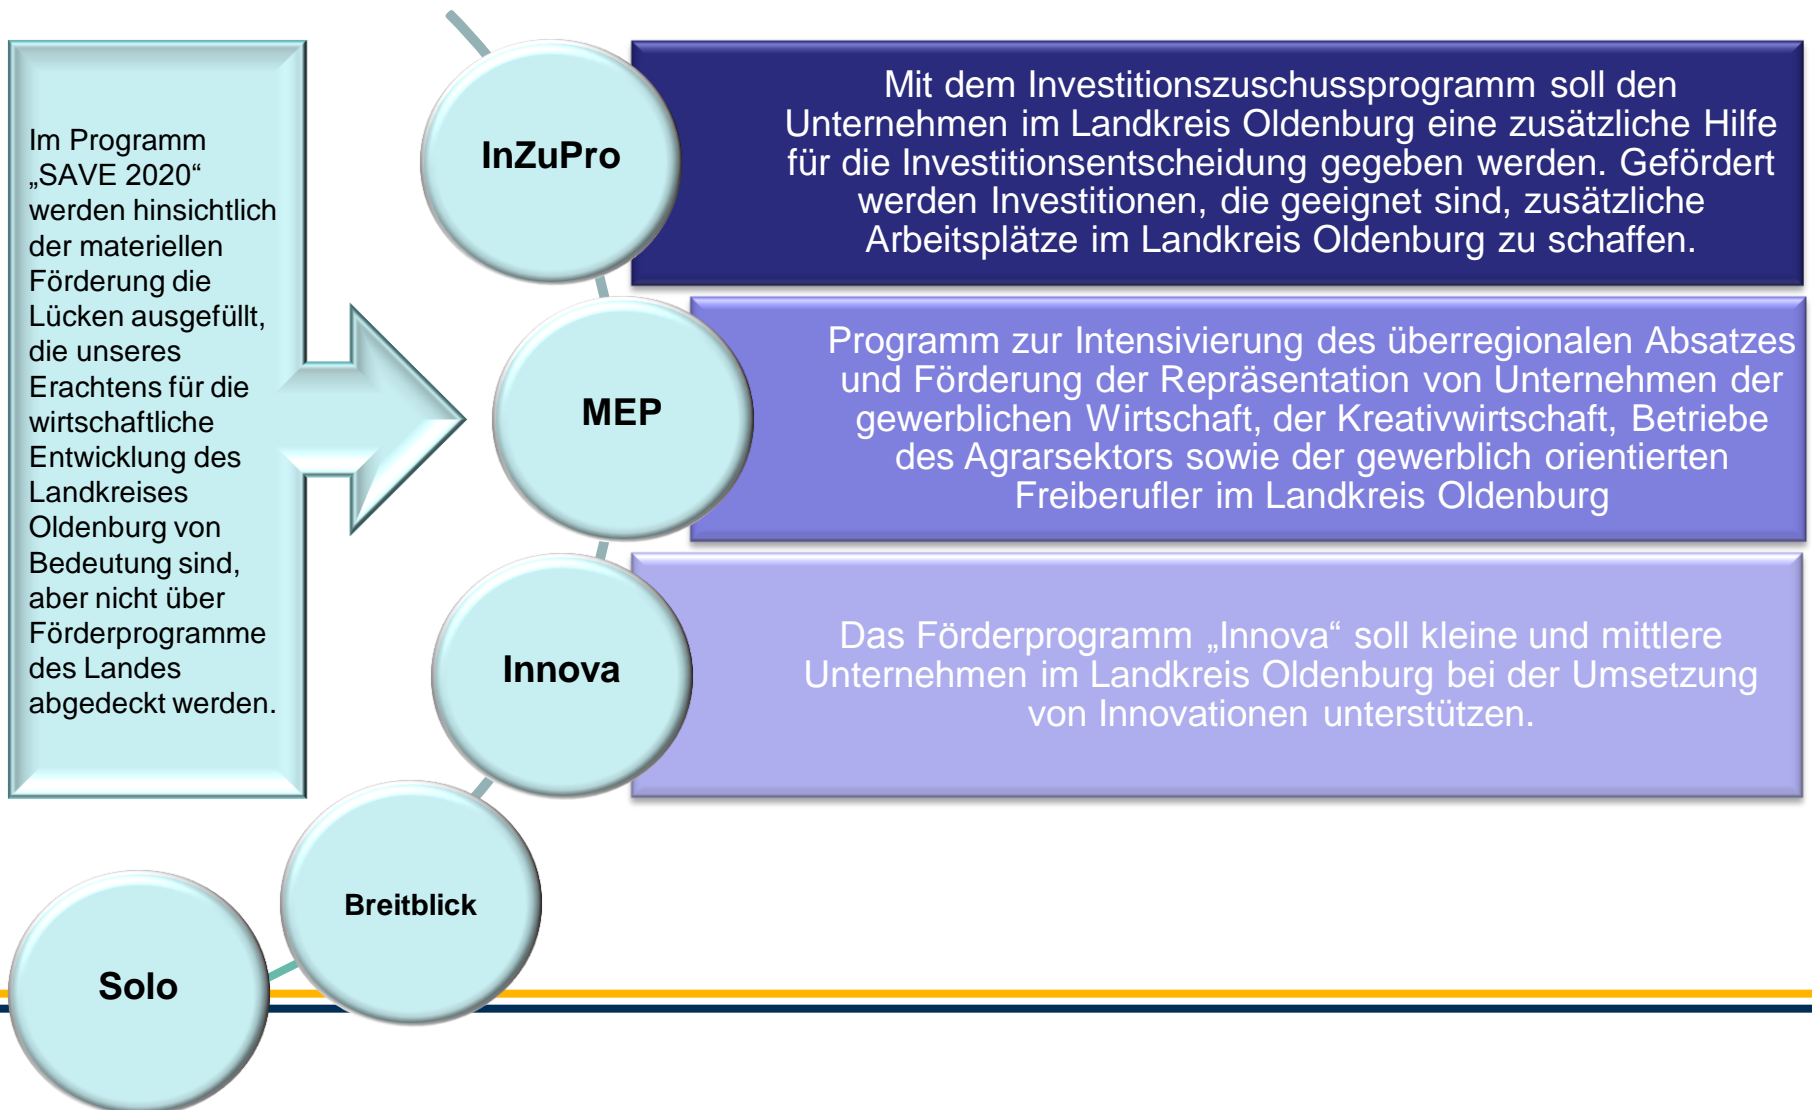 Im Programm
„SAVE 2020“
werden hinsichtlich
der materiellen
Förderung die
Lücken ausgefüllt,
die unseres
Erachtens für die
wirtschaftliche
Entwicklung des
Landkreises
Oldenburg von
Bedeutung sind,
aber nicht über
Förderprogramme
des Landes
abgedeckt werden.
InZuPro
Mit dem Investitionszuschussprogramm soll den
Unternehmen im Landkreis Oldenburg eine zusätzliche Hilfe
für die Investitionsentscheidung gegeben werden. Gefördert
werden Investitionen, die geeignet sind, zusätzliche
Arbeitsplätze im Landkreis Oldenburg zu schaffen.
MEP
Programm zur Intensivierung des überregionalen Absatzes
und Förderung der Repräsentation von Unternehmen der
gewerblichen Wirtschaft, der Kreativwirtschaft, Betriebe
des Agrarsektors sowie der gewerblich orientierten
Freiberufler im Landkreis Oldenburg
Innova
Das Förderprogramm „Innova“ soll kleine und mittlere
Unternehmen im Landkreis Oldenburg bei der Umsetzung
von Innovationen unterstützen.
Breitblick
Solo